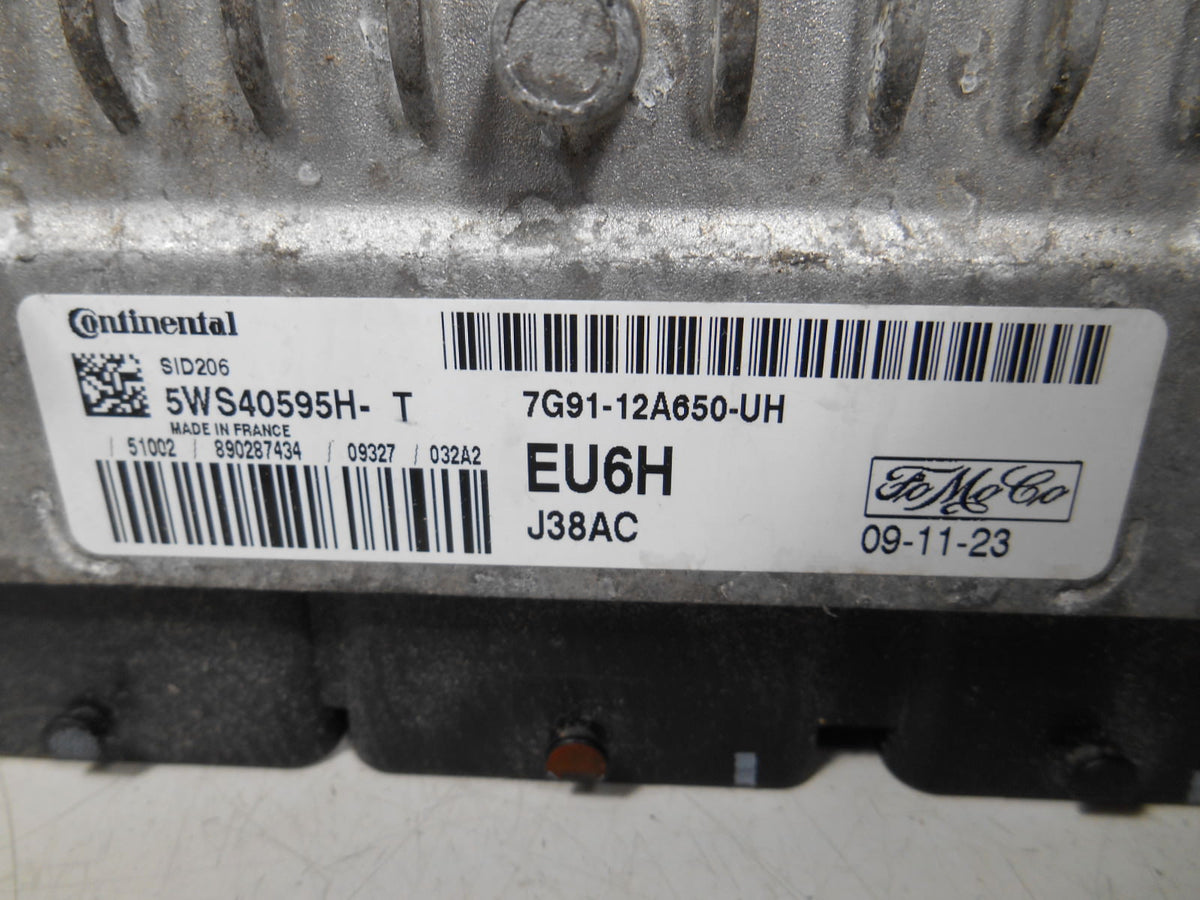 Continental
SID206
5WS40595H- T
MADE IN FRANCE
/ 51002 / 890287434 / 09327 / 032A2
7G91-12A650-UH
EU6H
J38AC
FoMoCo
09-11-23